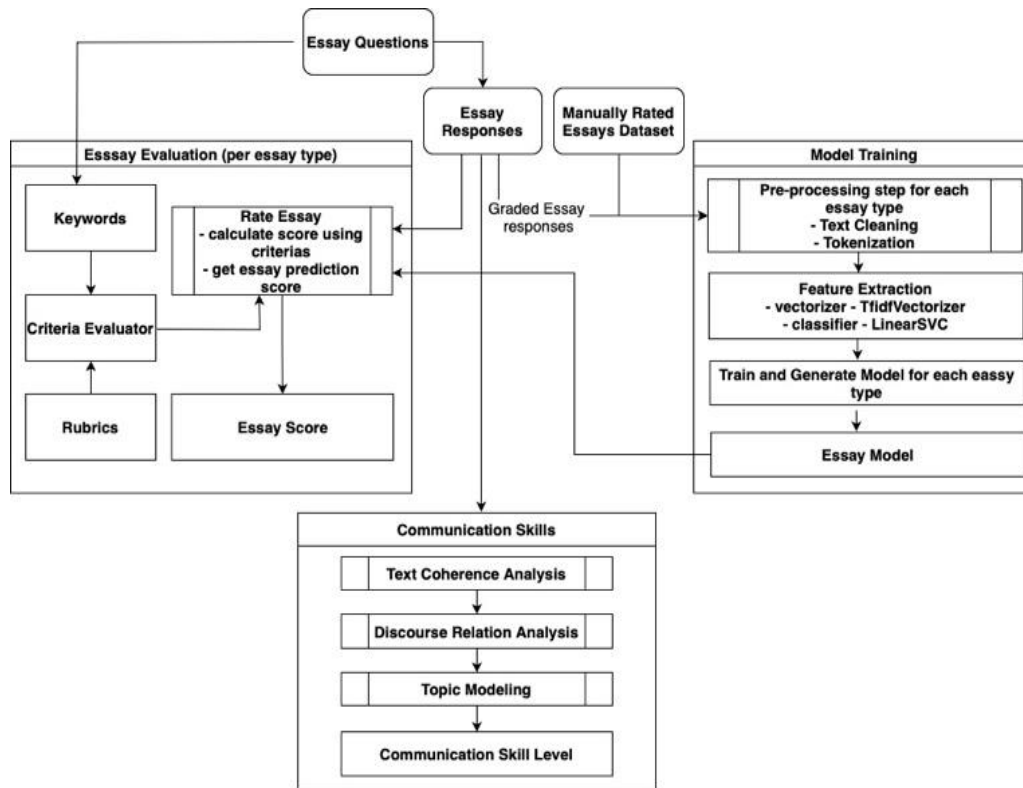 Essay Questions
Essay
Responses
Manually Rated
Essays Dataset
Esssay Evaluation (per essay type)
Keywords
Criteria Evaluator
Rubrics
Rate Essay
- calculate score using
criterias
- get essay prediction
score
Essay Score
Graded Essay
responses
Model Training
Pre-processing step for each
essay type
- Text Cleaning
- Tokenization
Feature Extraction
- vectorizer - TfidfVectorizer
- classifier - LinearSVC
Train and Generate Model for each eassy
type
Essay Model
Communication Skills
Text Coherence Analysis
Discourse Relation Analysis
Topic Modeling
Communication Skill Level